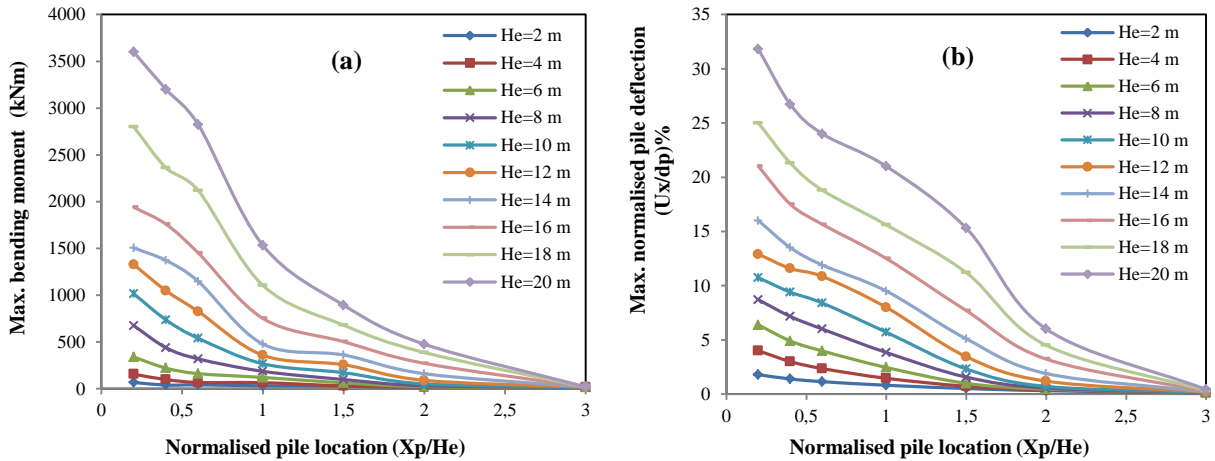 4000
3500
3000
2500
2000
1500
1000
500
0
Max. bending moment (kNm)
(a)
He=2 m
He=4 m
He=6 m
He=8 m
He=10 m
He=12 m
He=14 m
He=16 m
He=18 m
He=20 m
0
0,5
1
1,5
2
2,5
3
Normalised pile location (Xp/He)
35
30
25
20
15
10
5
0
Max. normalised pile deflection
(Ux/dp)%
(b)
He=2 m
He=4 m
He=6 m
He=8 m
He=10 m
He=12 m
He=14 m
He=16 m
He=18 m
He=20 m
0
0,5
1
1,5
2
2,5
3
Normalised pile location (Xp/He)